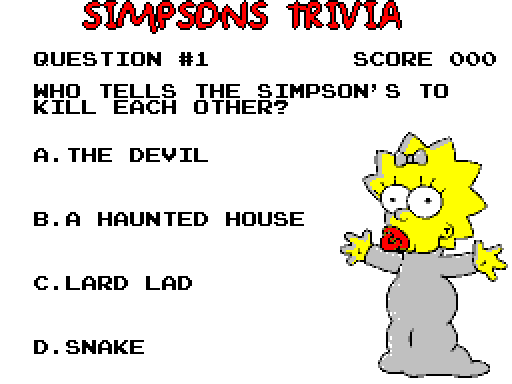 SIMPSONS TRIVIA
QUESTION #1 SCORE 000
WHO TELLS THE SIMPSON'S TO
KILL EACH OTHER?
A.THE DEVIL
B.A HAUNTED HOUSE
C.LARD LAD
D.SNAKE